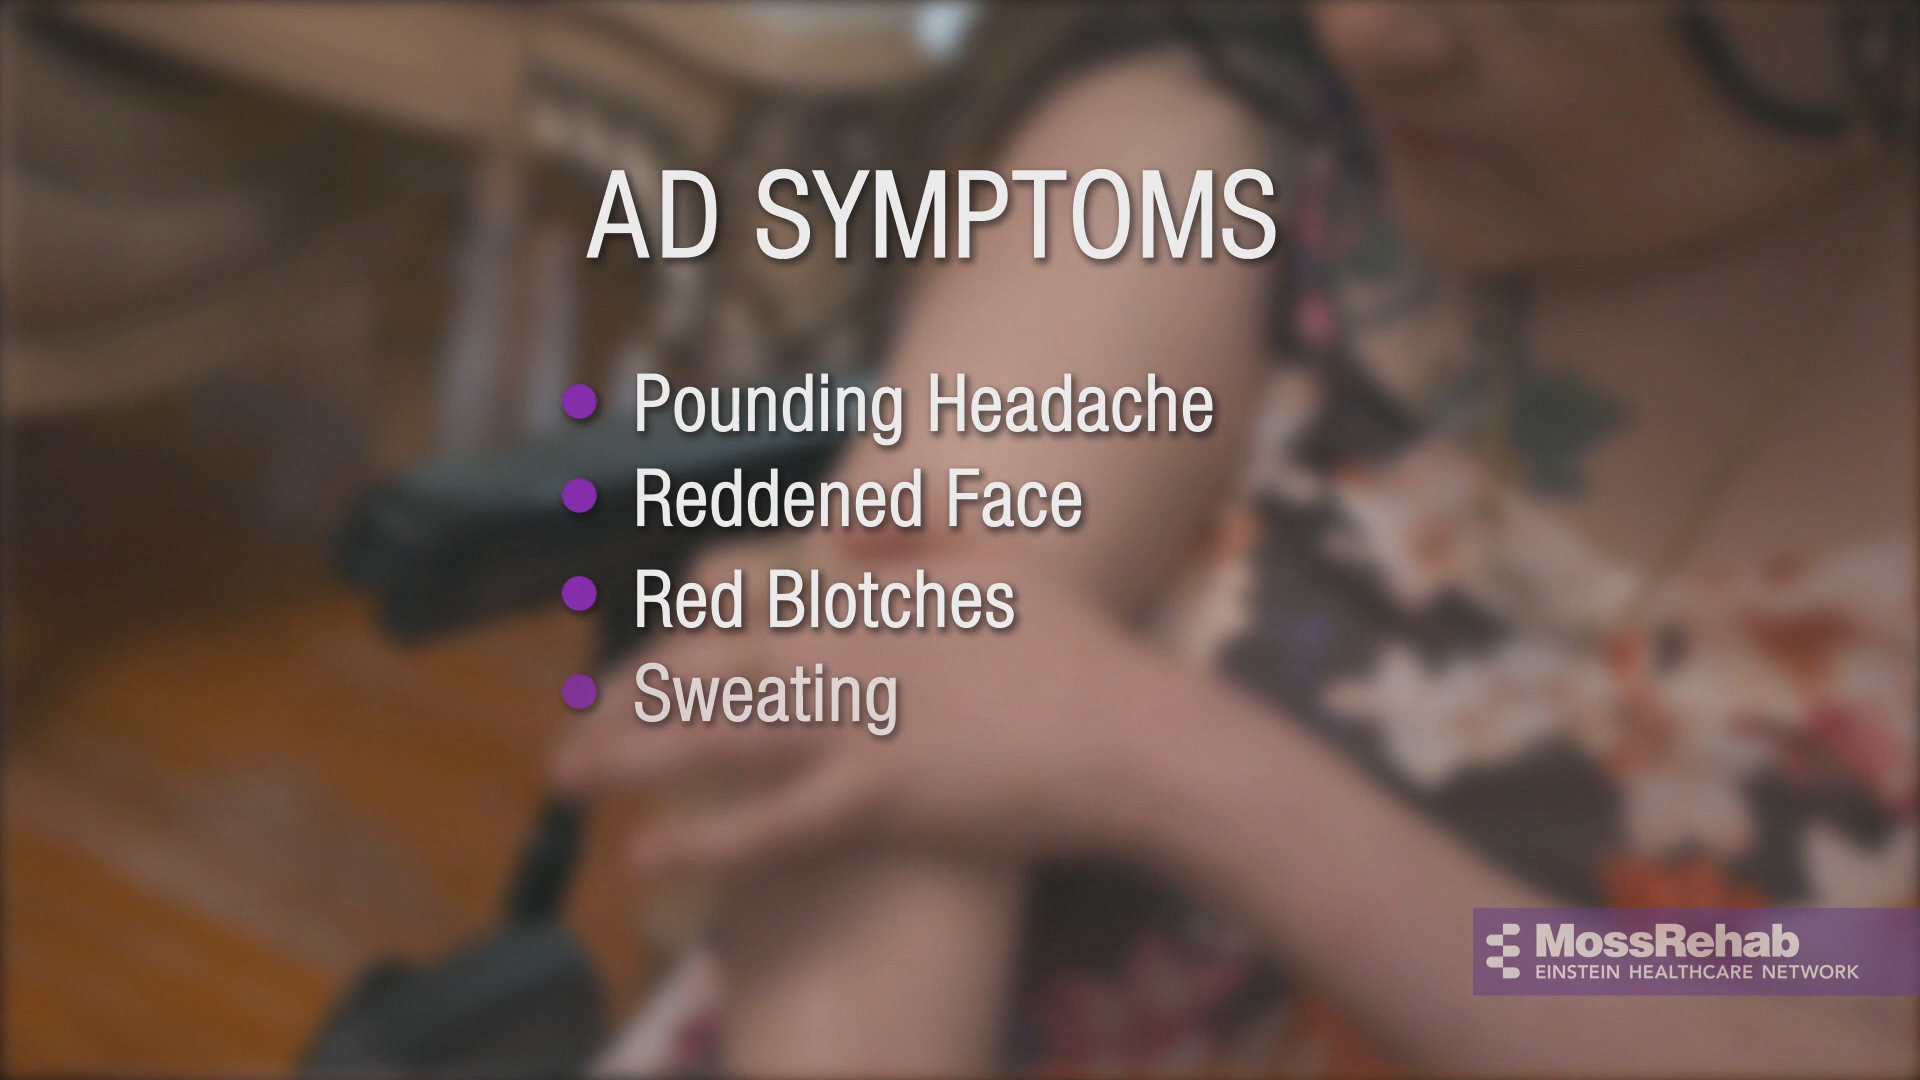 AD SYMPTOMS
Pounding Headache
Reddened Face
Red Blotches
Sweating
MossRehab
EINSTEIN HEALTHCARE NETWORK